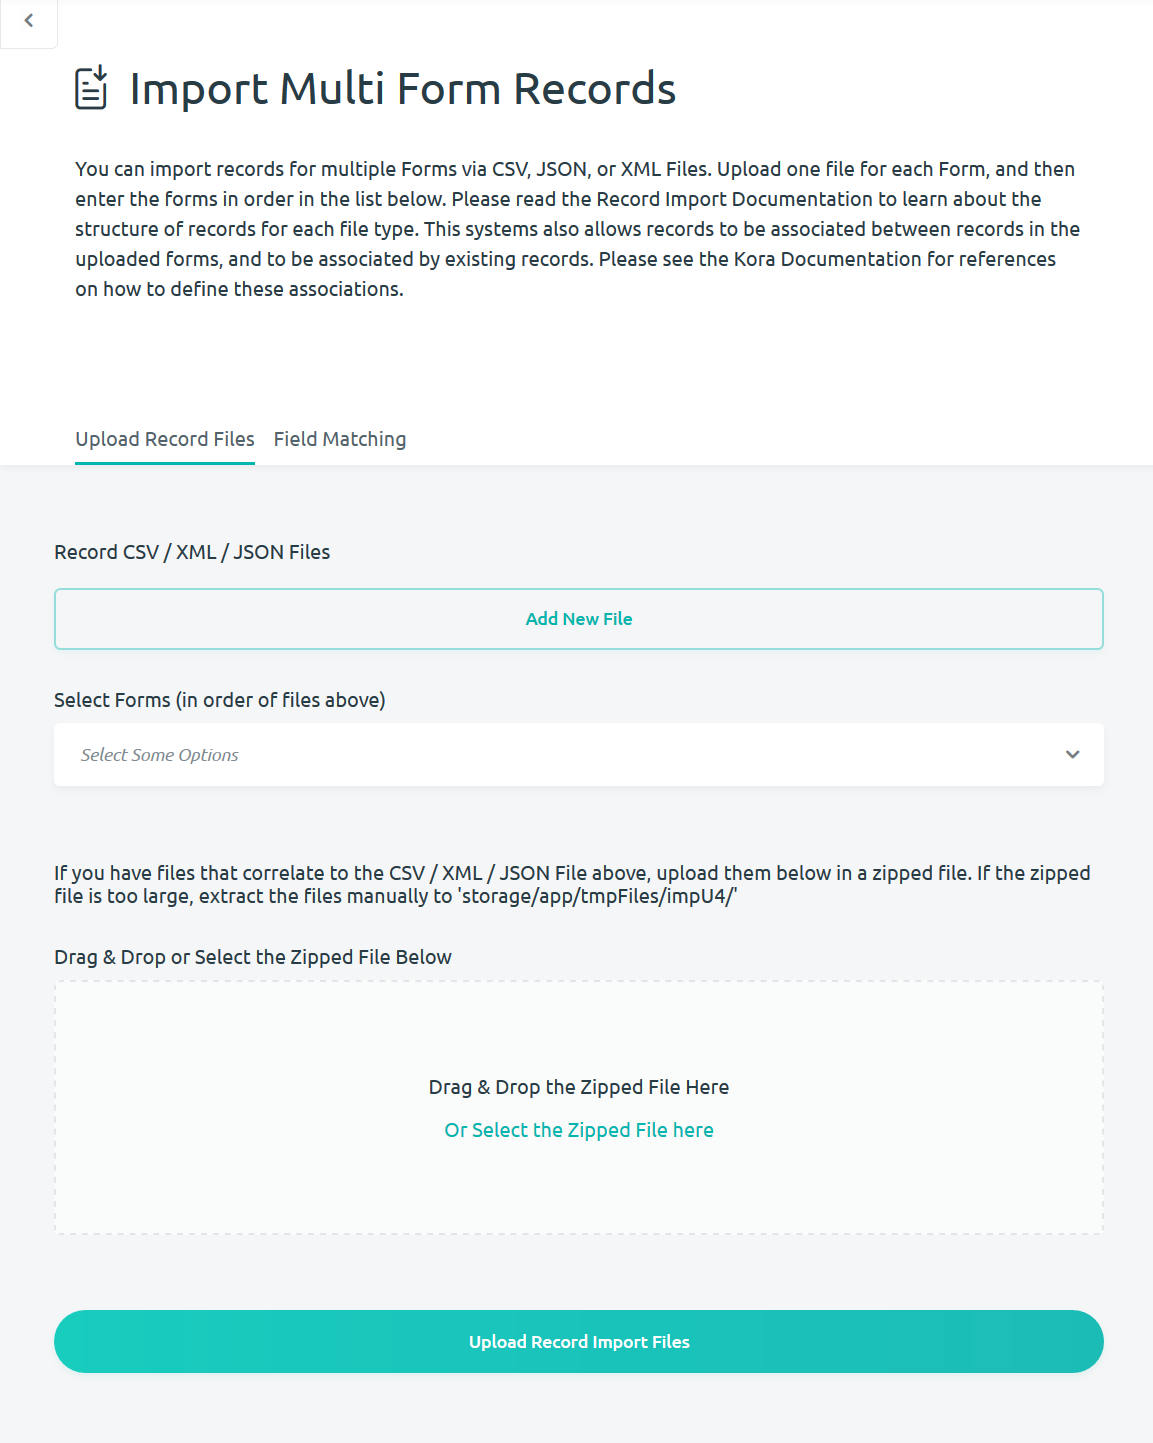 Import Multi Form Records
You can import records for multiple Forms via CSV, JSON, or XML Files. Upload one file for each Form, and then
enter the forms in order in the list below. Please read the Record Import Documentation to learn about the
structure of records for each file type. This systems also allows records to be associated between records in the
uploaded forms, and to be associated by existing records. Please see the Kora Documentation for references
on how to define these associations.
Upload Record Files Field Matching
Record CSV / XML / JSON Files
Add New File
Select Forms (in order of files above)
Select Some Options
If you have files that correlate to the CSV / XML / JSON File above, upload them below in a zipped file. If the zipped
file is too large, extract the files manually to 'storage/app/tmpFiles/impU4/'
Drag & Drop or Select the Zipped File Below
Drag & Drop the Zipped File Here
Or Select the Zipped File here
Upload Record Import Files